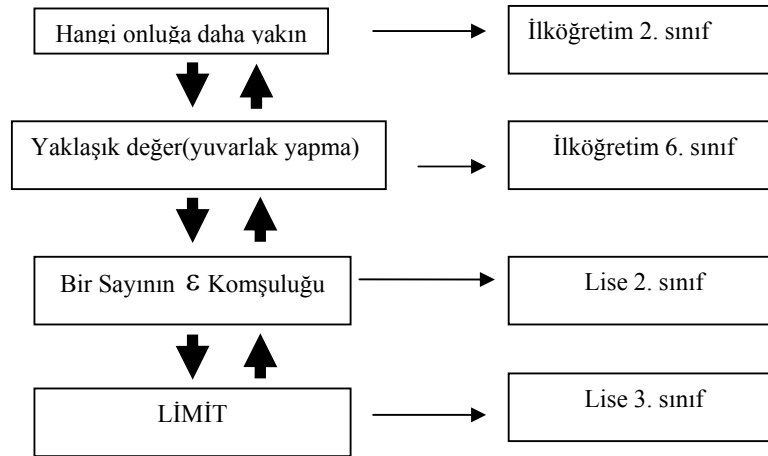 Hangi onluğa daha yakın
İlköğretim 2. sınıf
Yaklaşık değer(yuvarlak yapma)
İlköğretim 6. sınıf
Bir Sayının ε Komşuluğu
Lise 2. sınıf
LİMİT
Lise 3. sınıf